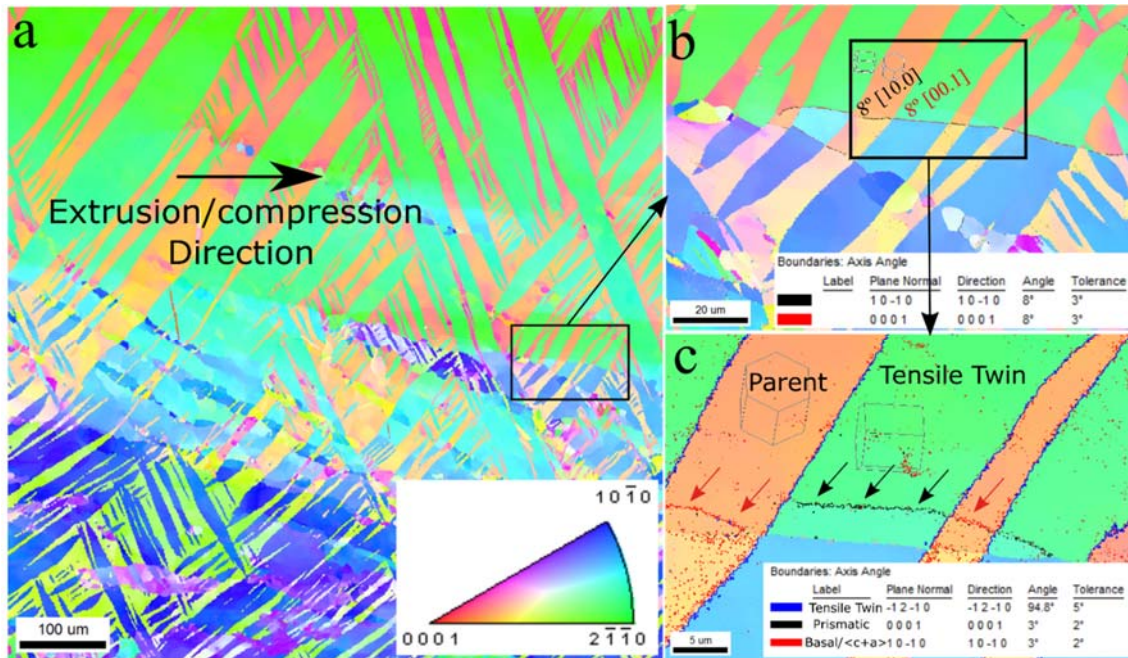 a
Extrusion/compression
Direction
1 0 1̅ 0
0 0 0 1
2 1̅ 1̅ 0
100 um
b
8° [10.0]
8° [00.1]
Boundaries: Axis Angle
Label Plane Normal Direction Angle Tolerance
1 0 -1 0 1 0 -1 0 8° 3°
0 0 0 1 0 0 0 1 8° 3°
20 um
c
Parent
Tensile Twin
Boundaries: Axis Angle
Label Plane Normal Direction Angle Tolerance
Tensile Twin -1 2 -1 0 -1 2 -1 0 94.8° 5°
Prismatic 0 0 0 1 0 0 0 1 3° 2°
Basal/<c+a> 1 0 -1 0 1 0 -1 0 3° 2°
5 um